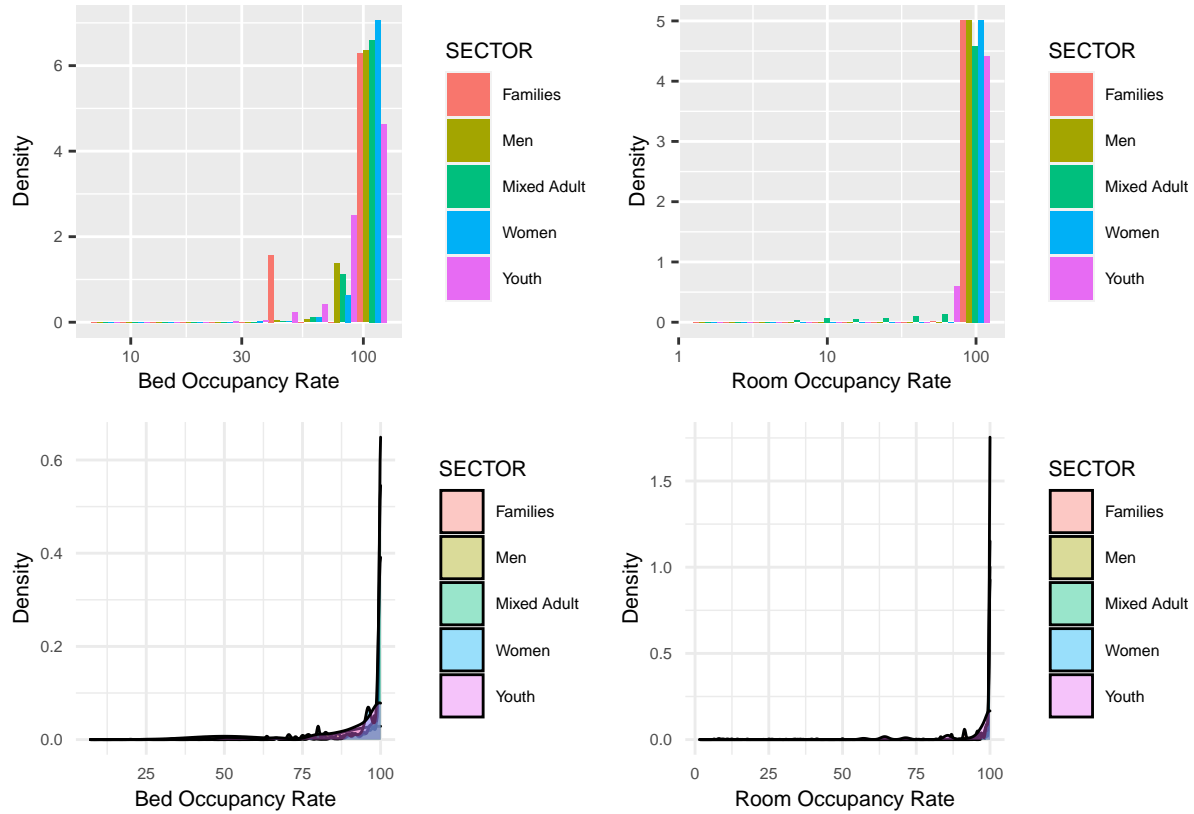 6
4
2
0
Density
10
30
100
Bed Occupancy Rate
SECTOR
Families
Men
Mixed Adult
Women
Youth
5
4
3
2
1
0
Density
1
10
100
Room Occupancy Rate
SECTOR
Families
Men
Mixed Adult
Women
Youth
0.6
0.4
0.2
0.0
Density
25
50
75
100
Bed Occupancy Rate
SECTOR
Families
Men
Mixed Adult
Women
Youth
1.5
1.0
0.5
0.0
Density
0
25
50
75
100
Room Occupancy Rate
SECTOR
Families
Men
Mixed Adult
Women
Youth